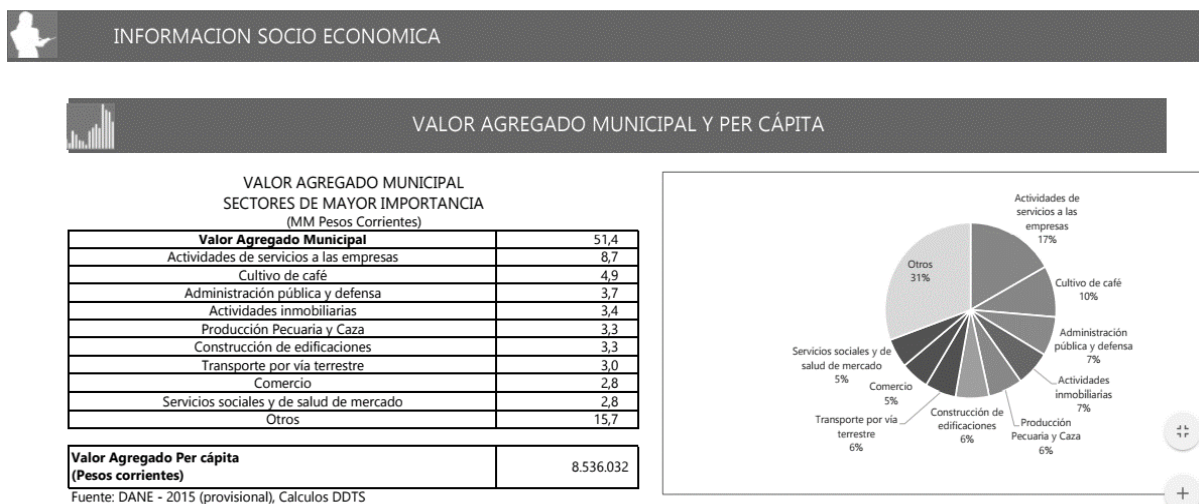 INFORMACION SOCIO ECONOMICA
VALOR AGREGADO MUNICIPAL Y PER CÁPITA
VALOR AGREGADO MUNICIPAL
SECTORES DE MAYOR IMPORTANCIA
(MM Pesos Corrientes)
Valor Agregado Municipal 51,4
Actividades de servicios a las empresas 8,7
Cultivo de café 4,9
Administración pública y defensa 3,7
Actividades inmobiliarias 3,4
Producción Pecuaria y Caza 3,3
Construcción de edificaciones 3,3
Transporte por vía terrestre 3,0
Comercio 2,8
Servicios sociales y de salud de mercado 2,8
Otros 15,7
Valor Agregado Per cápita
(Pesos corrientes)
8.536.032
Fuente: DANE - 2015 (provisional), Calculos DDTS
Actividades de
servicios a las
empresas
17%
Cultivo de café
10%
Administración
pública y defensa
7%
Actividades
inmobiliarias
7%
Producción
Pecuaria y Caza
6%
Construcción de
edificaciones
6%
Transporte por vía
terrestre
6%
Comercio
5%
Servicios sociales y de
salud de mercado
5%
Otros
31%